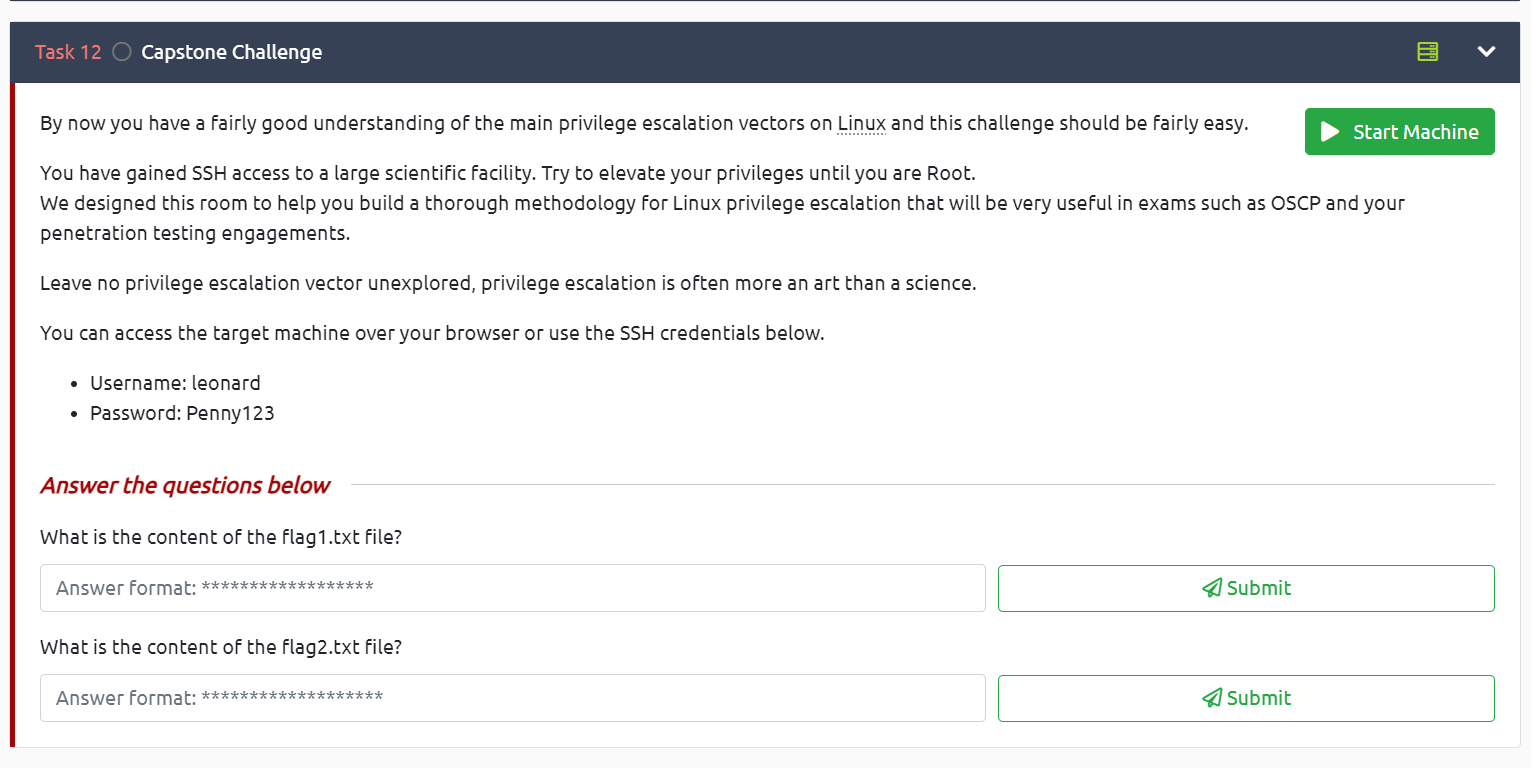 Task 12 Capstone Challenge
By now you have a fairly good understanding of the main privilege escalation vectors on Linux and this challenge should be fairly easy.
Start Machine
You have gained SSH access to a large scientific facility. Try to elevate your privileges until you are Root.
We designed this room to help you build a thorough methodology for Linux privilege escalation that will be very useful in exams such as OSCP and your
penetration testing engagements.
Leave no privilege escalation vector unexplored, privilege escalation is often more an art than a science.
You can access the target machine over your browser or use the SSH credentials below.
• Username: leonard
• Password: Penny123
Answer the questions below
What is the content of the flag1.txt file?
Answer format: ******************
Submit
What is the content of the flag2.txt file?
Answer format: *******************
Submit